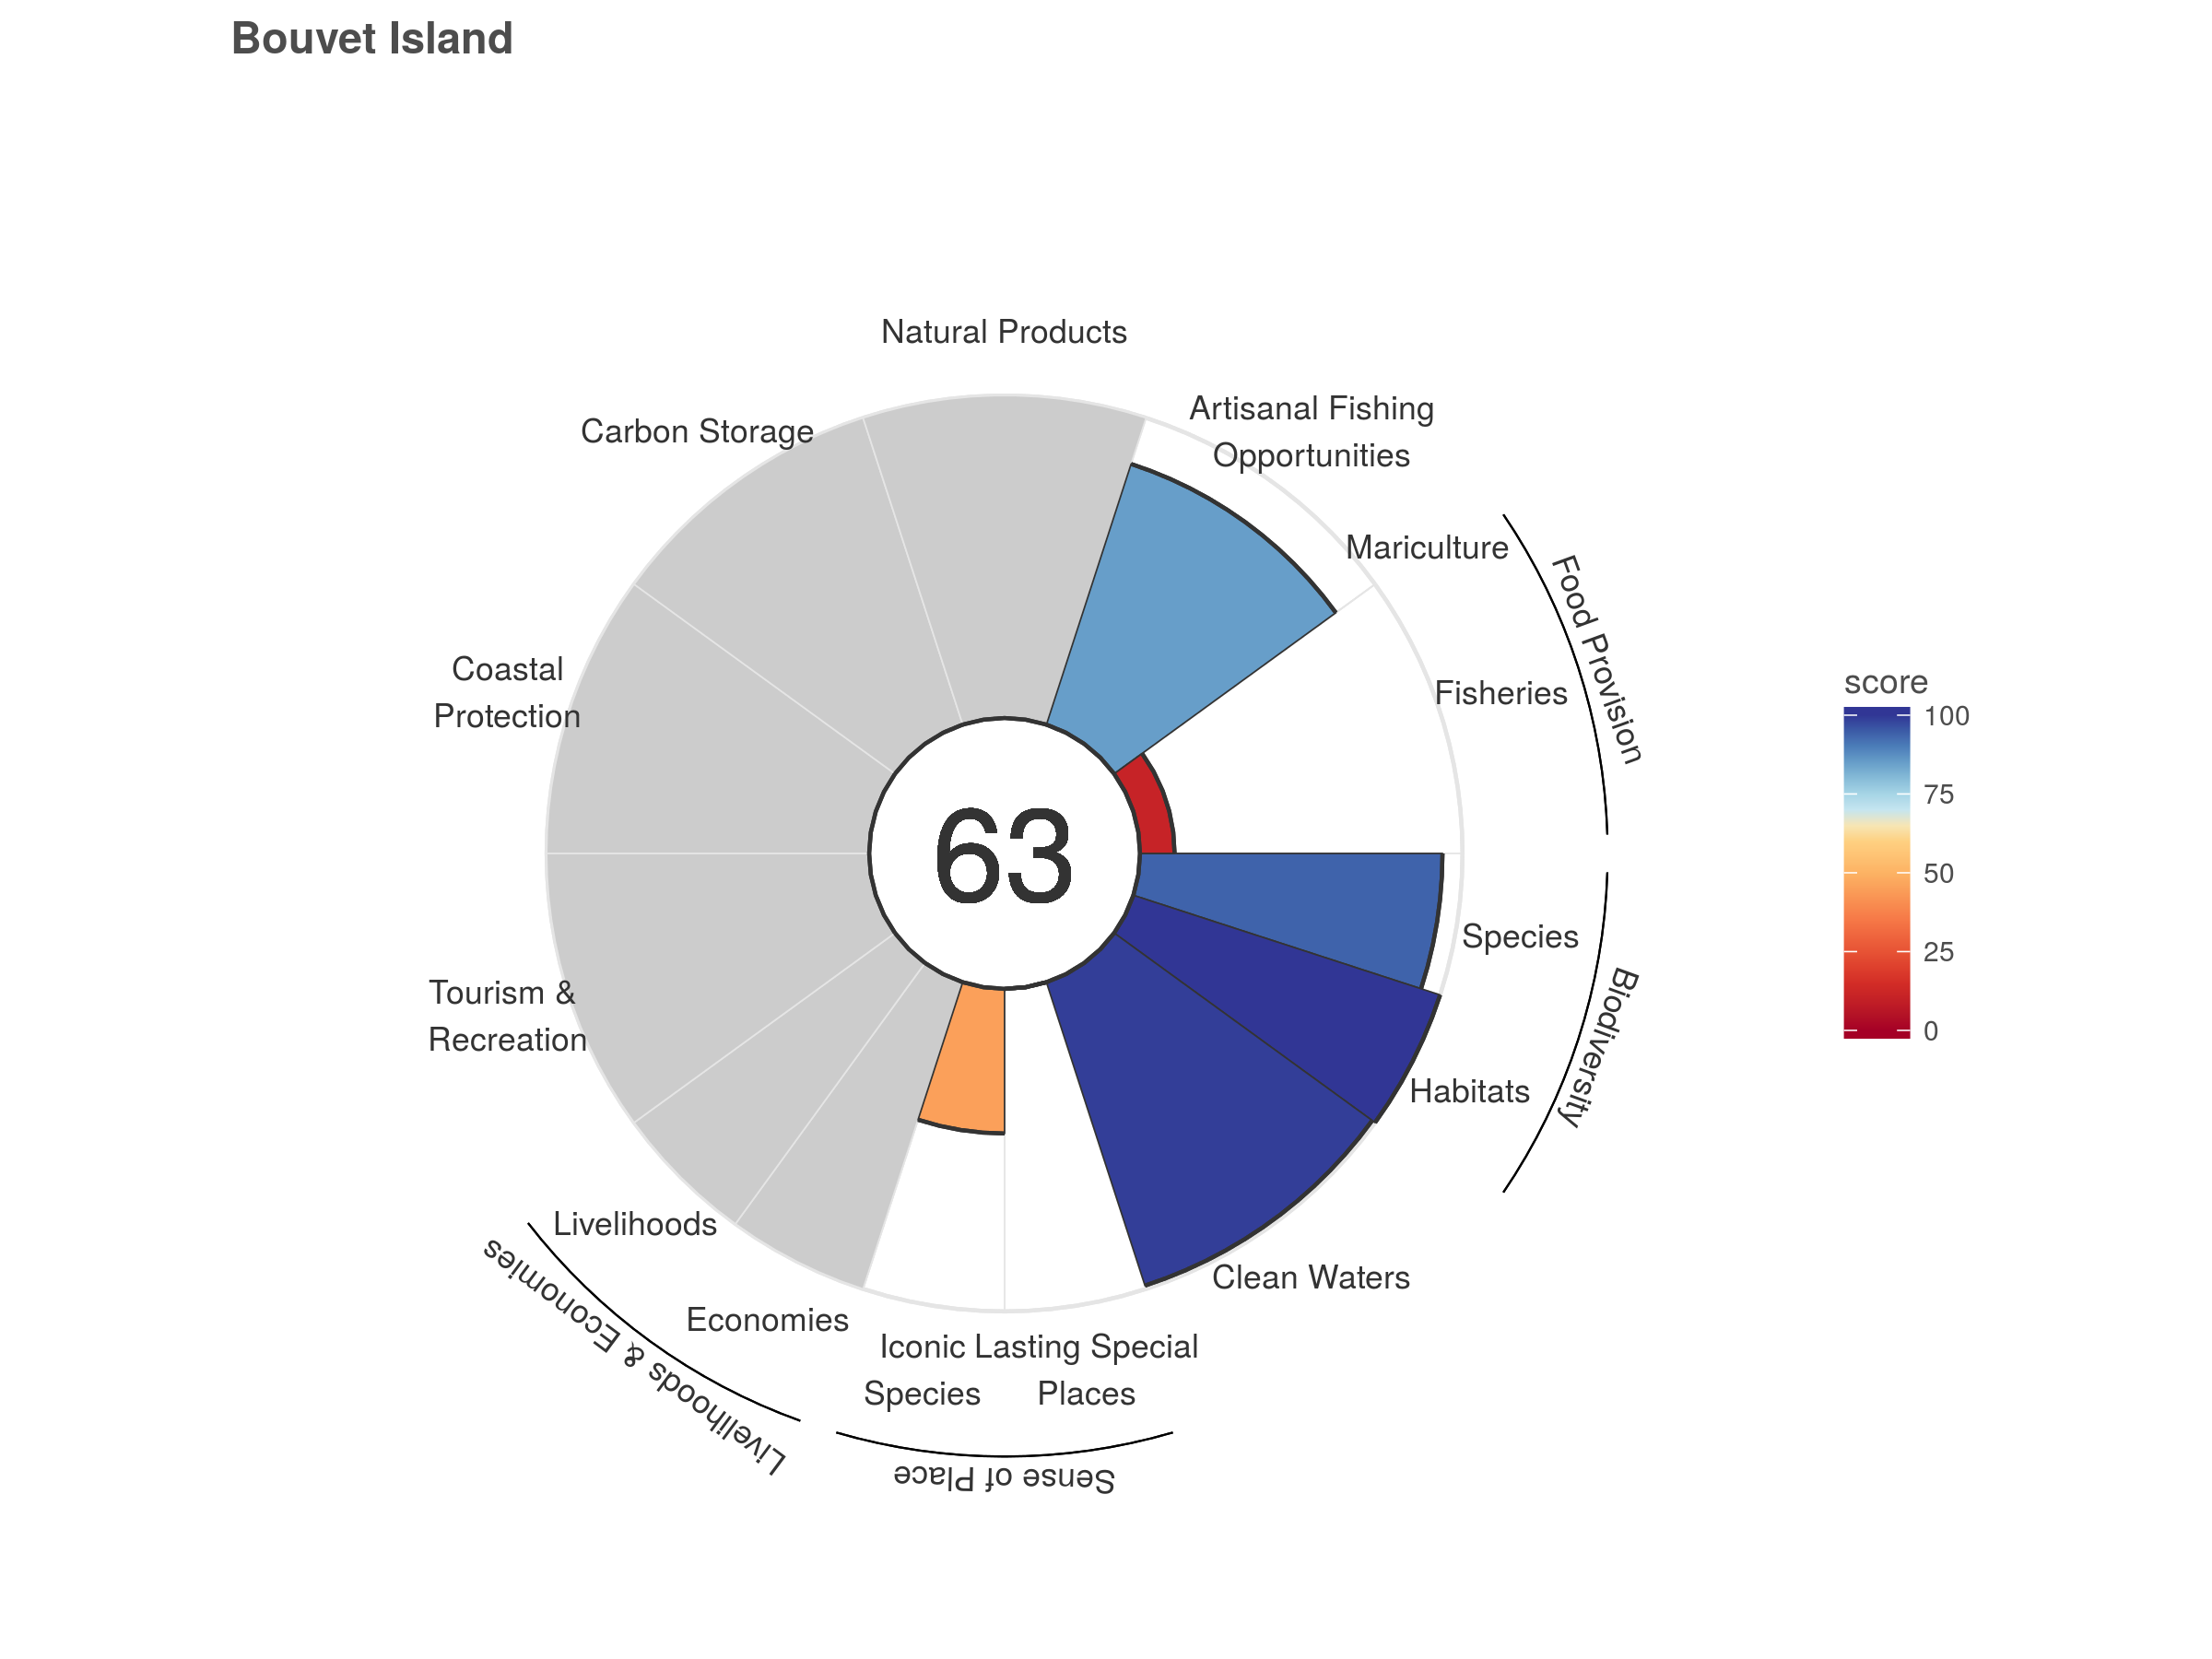 Bouvet Island
Natural Products
Artisanal Fishing
Opportunities
Carbon Storage
Mariculture
Food Provision
Fisheries
Coastal
Protection
score
100
75
50
25
0
63
Species
Biodiversity
Tourism &
Recreation
Habitats
Livelihoods
Clean Waters
Economies
Livelihoods & Economies
Iconic
Species
Lasting Special
Places
Sense of Place